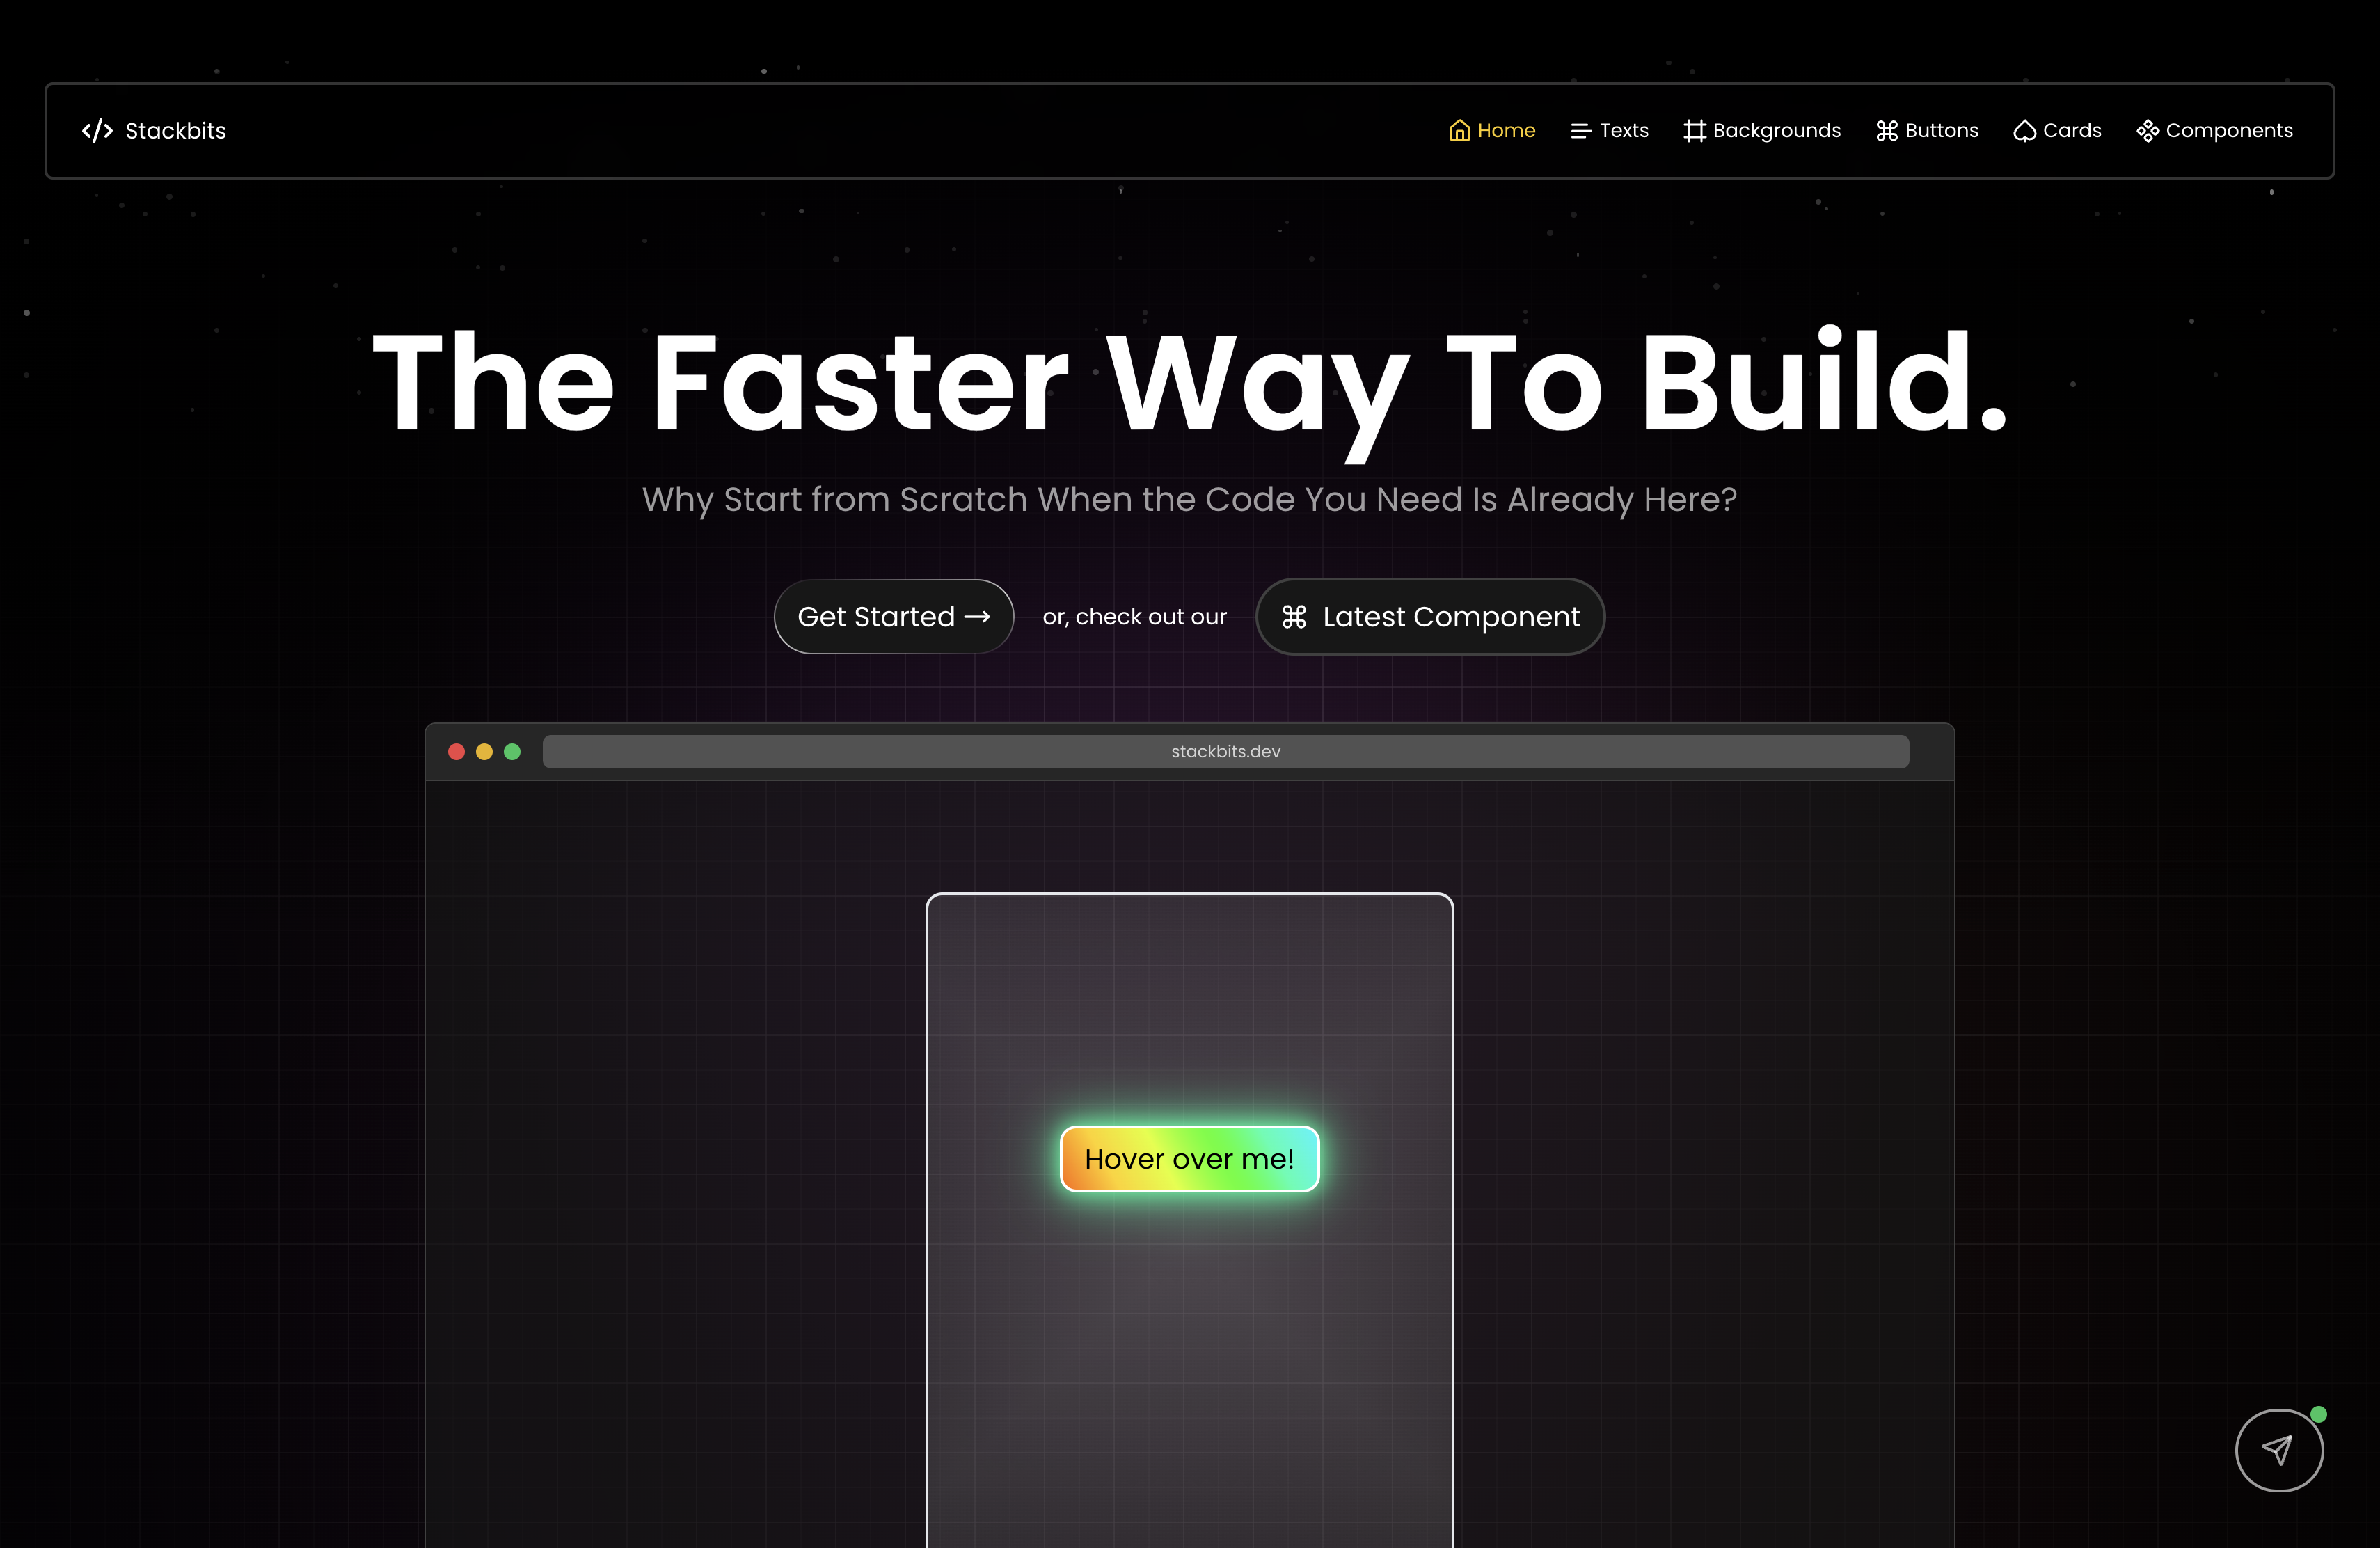 Stackbits
Home Texts Backgrounds Buttons Cards Components
The Faster Way To Build.
Why Start from Scratch When the Code You Need Is Already Here?
Get Started →
or, check out our
⌘ Latest Component
stackbits.dev
Hover over me!